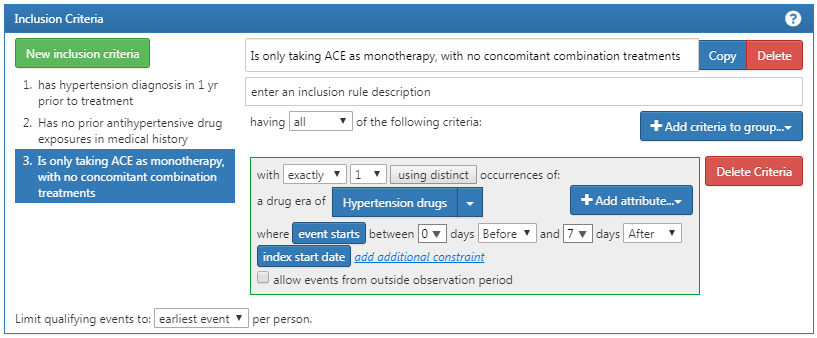 Inclusion Criteria
?
New inclusion criteria
1. has hypertension diagnosis in 1 yr
prior to treatment
2. Has no prior antihypertensive drug
exposures in medical history
3. Is only taking ACE as monotherapy,
with no concomitant combination
treatments
Is only taking ACE as monotherapy, with no concomitant combination treatments Copy Delete
enter an inclusion rule description
having all of the following criteria: Add criteria to group...
with exactly 1 using distinct occurrences of: Delete Criteria
a drug era of Hypertension drugs Add attribute...
where event starts between 0 days Before and 7 days After
index start date add additional constraint
allow events from outside observation period
Limit qualifying events to: earliest event per person.